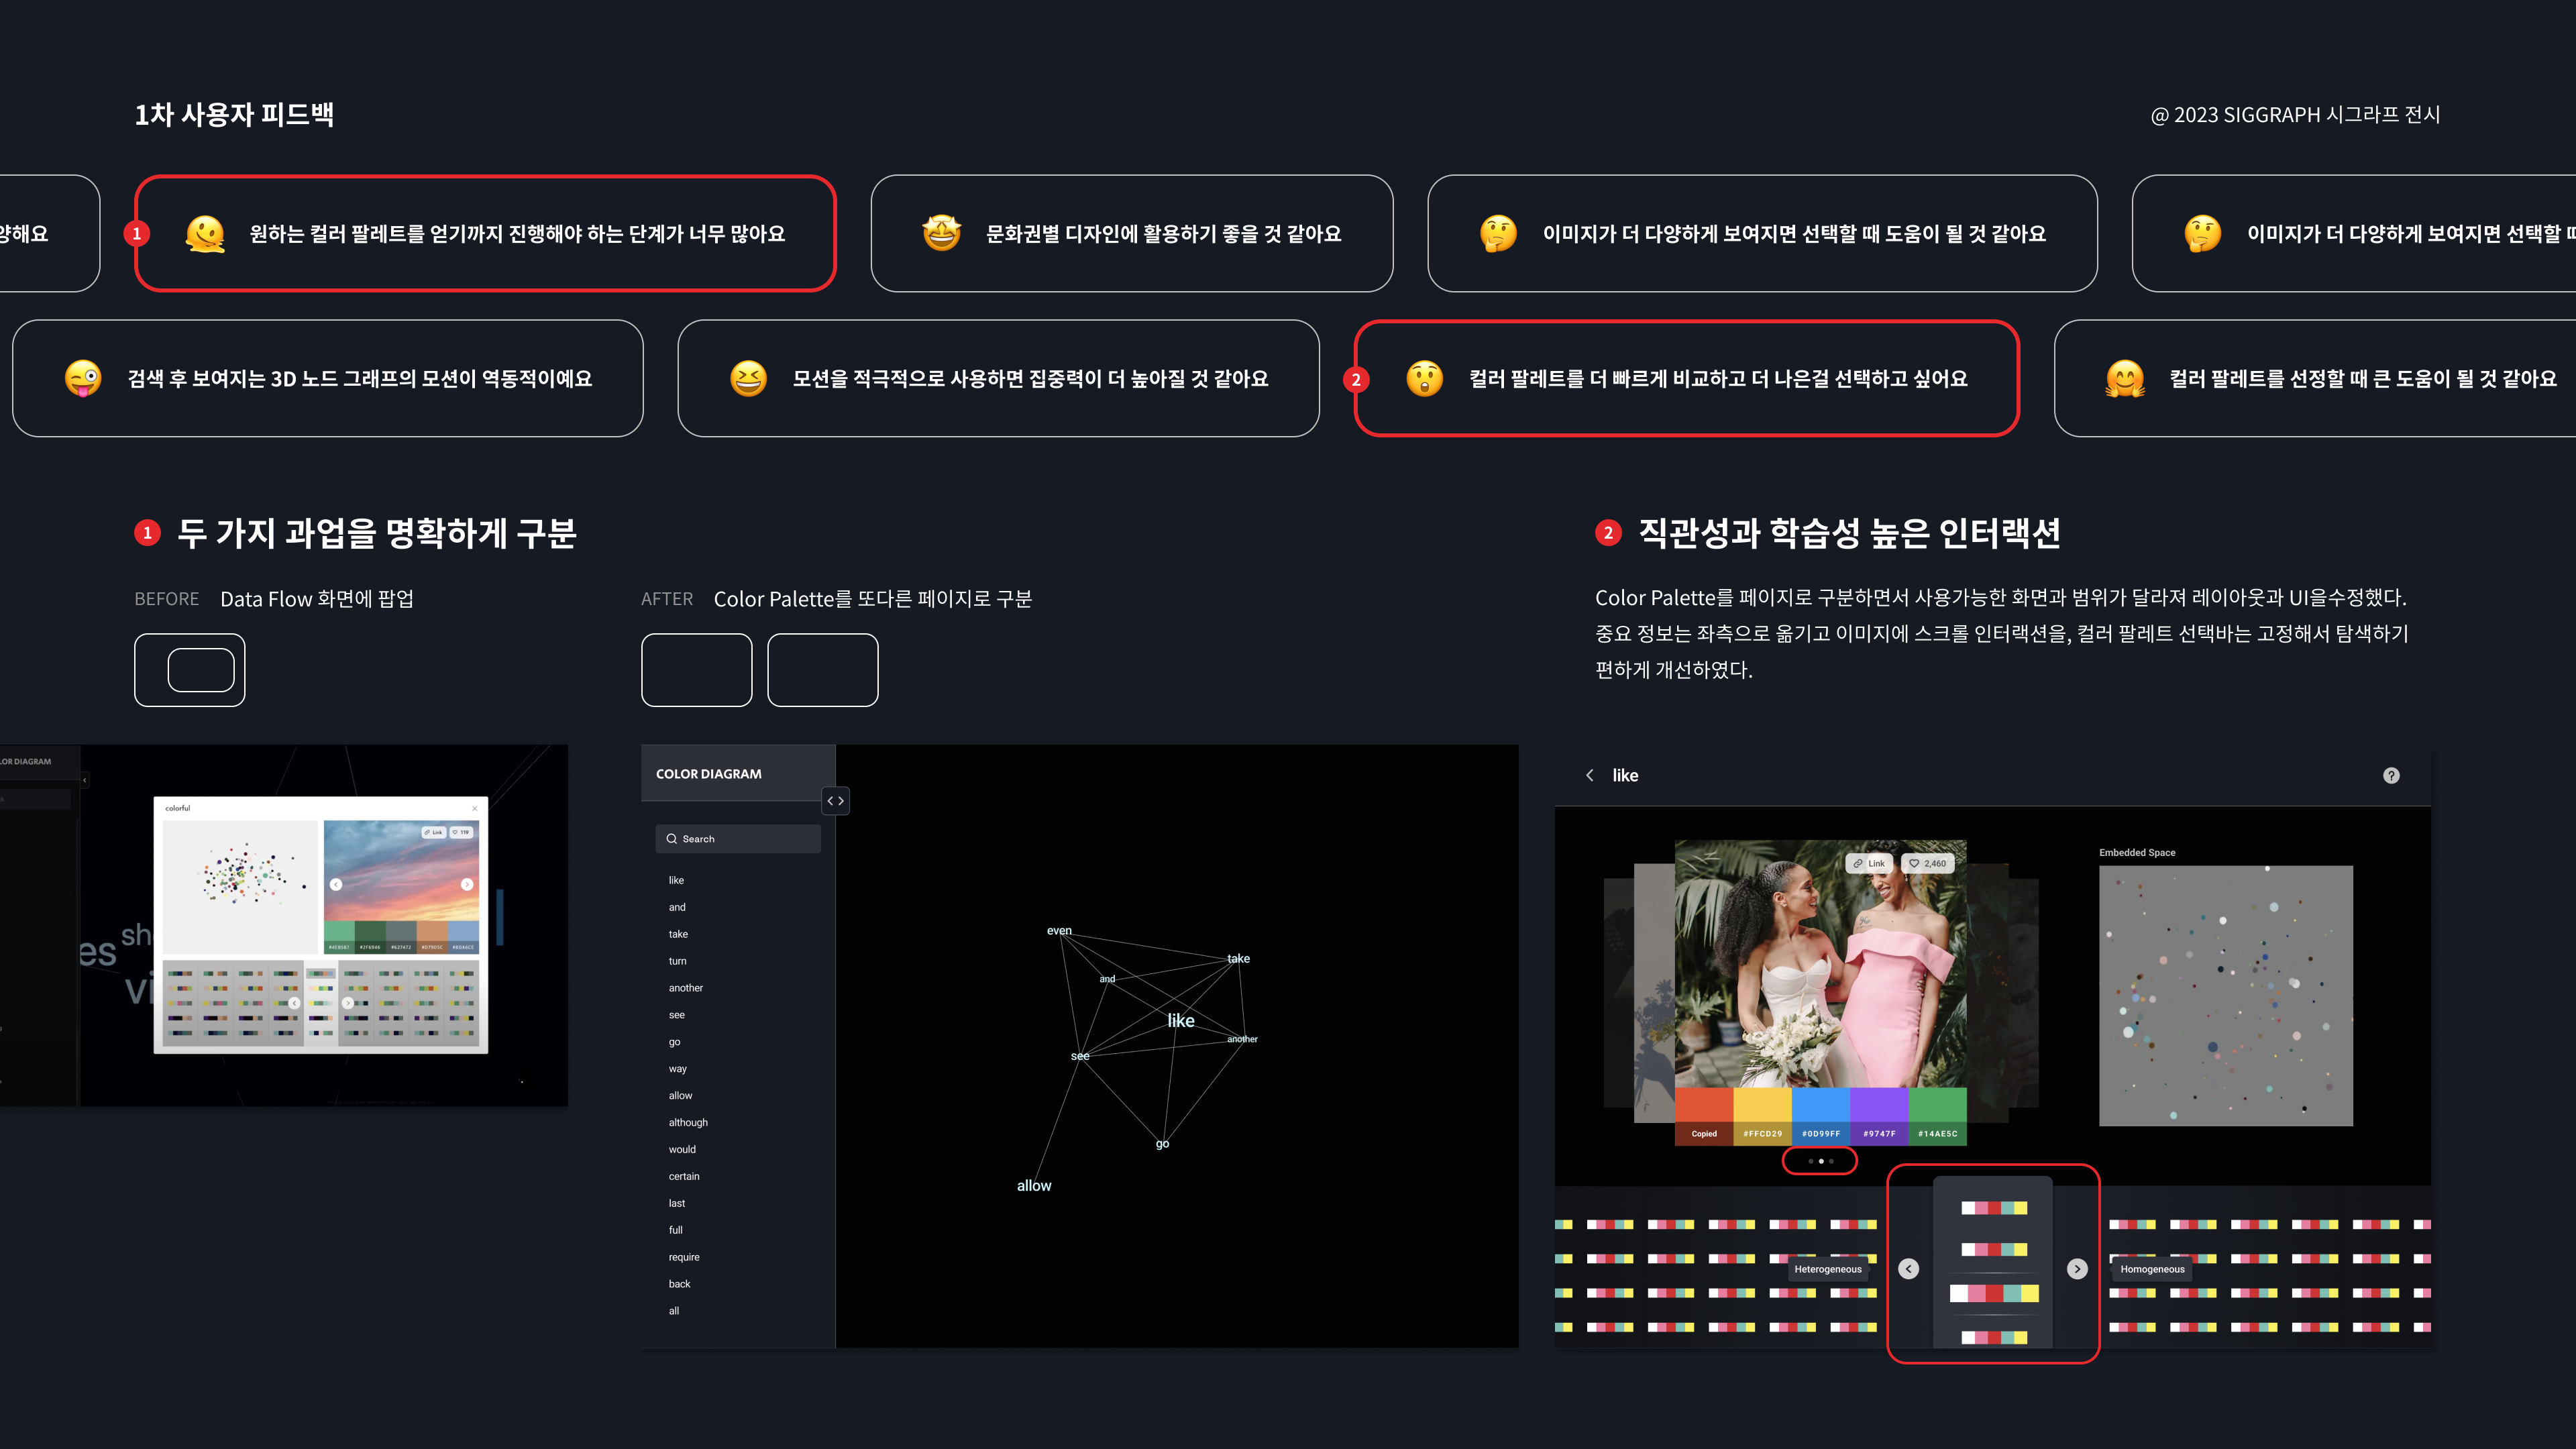 1차 사용자 피드백
@ 2023 SIGGRAPH 시그라프 전시
양해요
1
원하는 컬러 팔레트를 얻기까지 진행해야 하는 단계가 너무 많아요
문화권별 디자인에 활용하기 좋을 것 같아요
이미지가 더 다양하게 보여지면 선택할 때 도움이 될 것 같아요
이미지가 더 다양하게 보여지면 선택할 때
검색 후 보여지는 3D 노드 그래프의 모션이 역동적이예요
모션을 적극적으로 사용하면 집중력이 더 높아질 것 같아요
2
컬러 팔레트를 더 빠르게 비교하고 더 나은걸 선택하고 싶어요
컬러 팔레트를 선정할 때 큰 도움이 될 것 같아요
1 두 가지 과업을 명확하게 구분
BEFORE Data Flow 화면에 팝업
AFTER Color Palette를 또다른 페이지로 구분
2 직관성과 학습성 높은 인터랙션
Color Palette를 페이지로 구분하면서 사용가능한 화면과 범위가 달라져 레이아웃과 UI을수정했다.
중요 정보는 좌측으로 옮기고 이미지에 스크롤 인터랙션을, 컬러 팔레트 선택바는 고정해서 탐색하기
편하게 개선하였다.
LOR DIAGRAM
colorful
Link
119
es
sh
vi
COLOR DIAGRAM
Search
like
and
take
turn
another
see
go
way
allow
although
would
certain
last
full
require
back
all
even
take
and
like
another
see
go
allow
like
?
Link
2,460
Embedded Space
Copied
#FFCD29
#0D99FF
#9747F
#14AE5C
Heterogeneous
Homogeneous